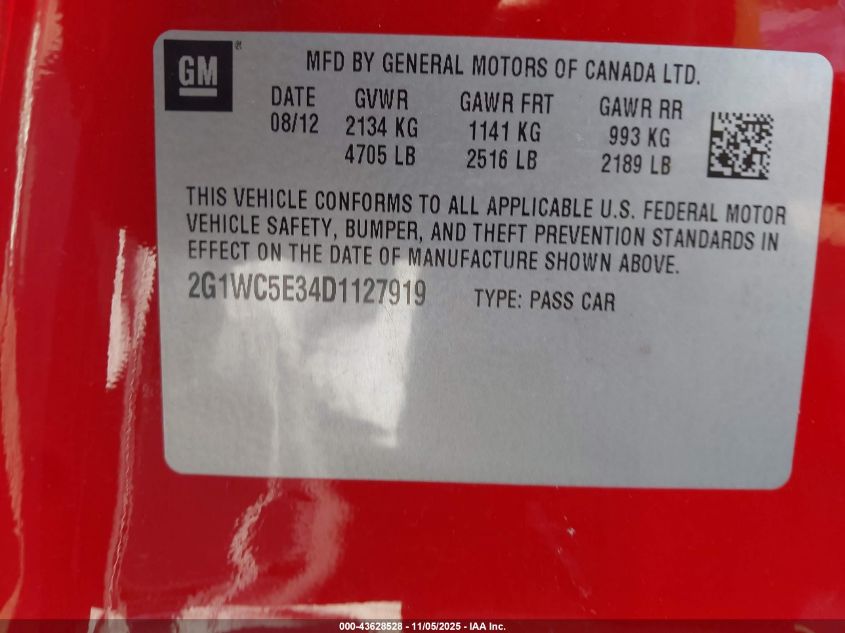 GM ®
MFD BY GENERAL MOTORS OF CANADA LTD.
DATE GVWR GAWR FRT GAWR RR
08/12 2134 KG 1141 KG 993 KG
4705 LB 2516 LB 2189 LB
THIS VEHICLE CONFORMS TO ALL APPLICABLE U.S. FEDERAL MOTOR
VEHICLE SAFETY, BUMPER, AND THEFT PREVENTION STANDARDS IN
EFFECT ON THE DATE OF MANUFACTURE SHOWN ABOVE.
2G1WC5E34D1127919 TYPE: PASS CAR
000-43628528 - 11/05/2025 - IAA Inc.